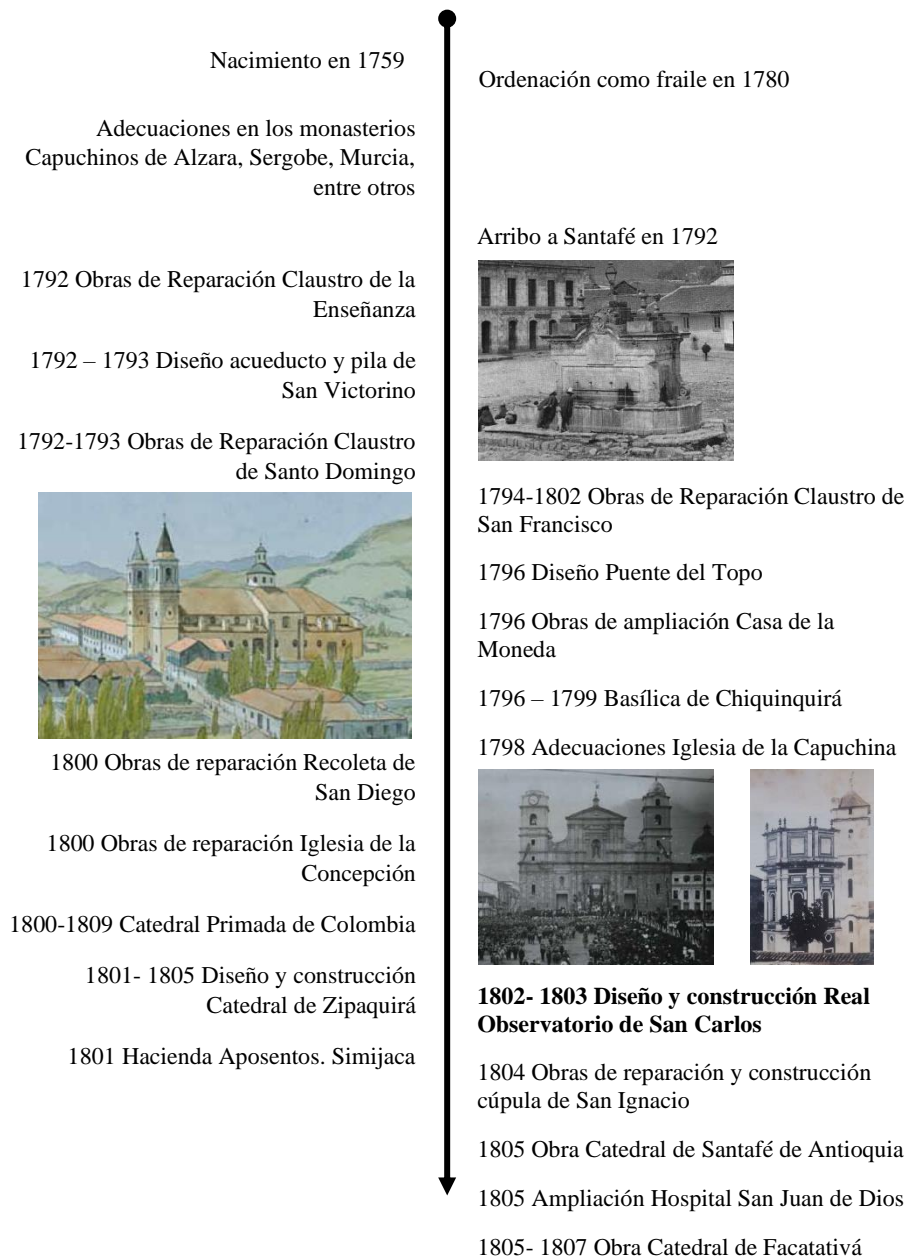 Nacimiento en 1759
Ordenación como fraile en 1780
Adecuaciones en los monasterios
Capuchinos de Alzara, Sergobe, Murcia,
entre otros
Arribo a Santafé en 1792
1792 Obras de Reparación Claustro de la
Enseñanza
1792 – 1793 Diseño acueducto y pila de
San Victorino
1792-1793 Obras de Reparación Claustro
de Santo Domingo
1794-1802 Obras de Reparación Claustro de
San Francisco
1796 Diseño Puente del Topo
1796 Obras de ampliación Casa de la
Moneda
1796 – 1799 Basílica de Chiquinquirá
1798 Adecuaciones Iglesia de la Capuchina
1800 Obras de reparación Recoleta de
San Diego
1800 Obras de reparación Iglesia de la
Concepción
1800-1809 Catedral Primada de Colombia
1801- 1805 Diseño y construcción
Catedral de Zipaquirá
1801 Hacienda Aposentos. Simijaca
1802- 1803 Diseño y construcción Real
Observatorio de San Carlos
1804 Obras de reparación y construcción
cúpula de San Ignacio
1805 Obra Catedral de Santafé de Antioquia
1805 Ampliación Hospital San Juan de Dios
1805- 1807 Obra Catedral de Facatativá